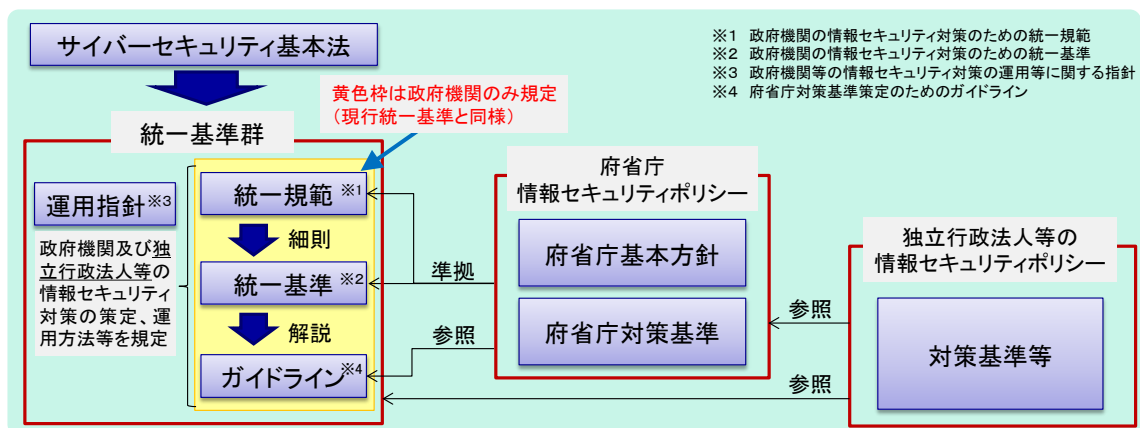 サイバーセキュリティ基本法
※1 政府機関の情報セキュリティ対策のための統一規範
※2 政府機関の情報セキュリティ対策のための統一基準
※3 政府機関等の情報セキュリティ対策の運用等に関する指針
※4 府省庁対策基準策定のためのガイドライン
黄色枠は政府機関のみ規定
(現行統一基準と同様)
統一基準群
運用指針※3
政府機関及び独
立行政法人等の
情報セキュリティ
対策の策定、運
用方法等を規定
統一規範 ※1
細則
統一基準 ※2
解説
ガイドライン※4
準拠
参照
府省庁
情報セキュリティポリシー
府省庁基本方針
府省庁対策基準
参照
参照
独立行政法人等の
情報セキュリティポリシー
対策基準等